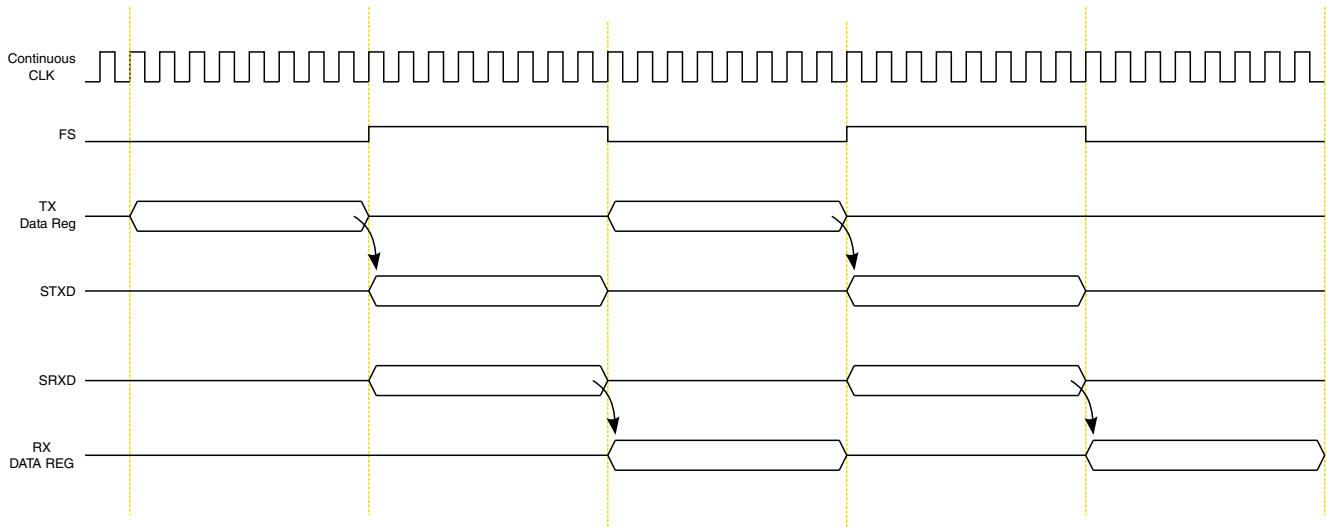 Continuous
CLK
FS
TX
Data Reg
STXD
SRXD
RX
DATA REG